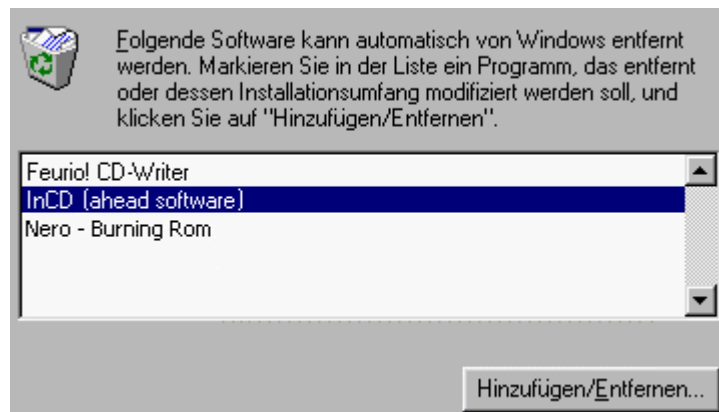 Folgende Software kann automatisch von Windows entfernt
werden. Markieren Sie in der Liste ein Programm, das entfernt
oder dessen Installationsumfang modifiziert werden soll, und
klicken Sie auf "Hinzufügen/Entfernen".
Feurio! CD-Writer
InCD (ahead software)
Nero - Burning Rom
Hinzufügen/Entfernen...